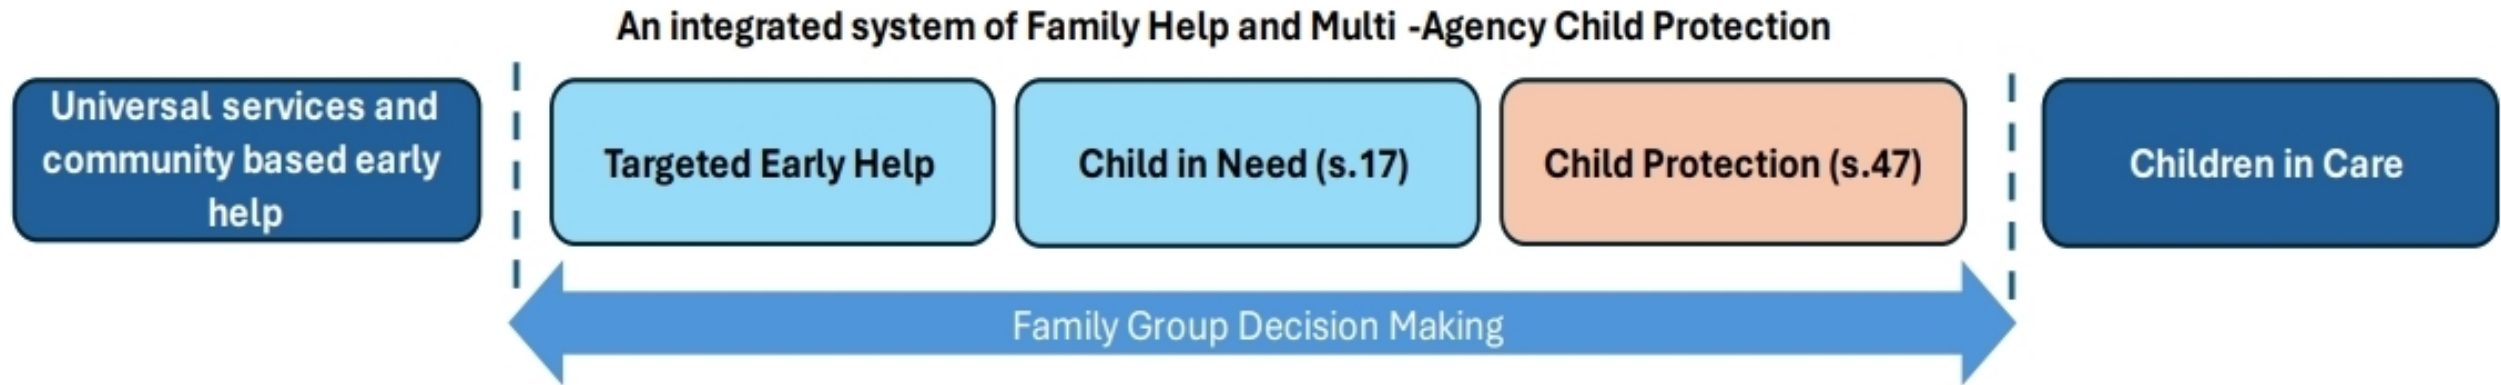 An integrated system of Family Help and Multi -Agency Child Protection
Universal services and
community based early
help
Targeted Early Help
Child in Need (s.17)
Child Protection (s.47)
Children in Care
Family Group Decision Making